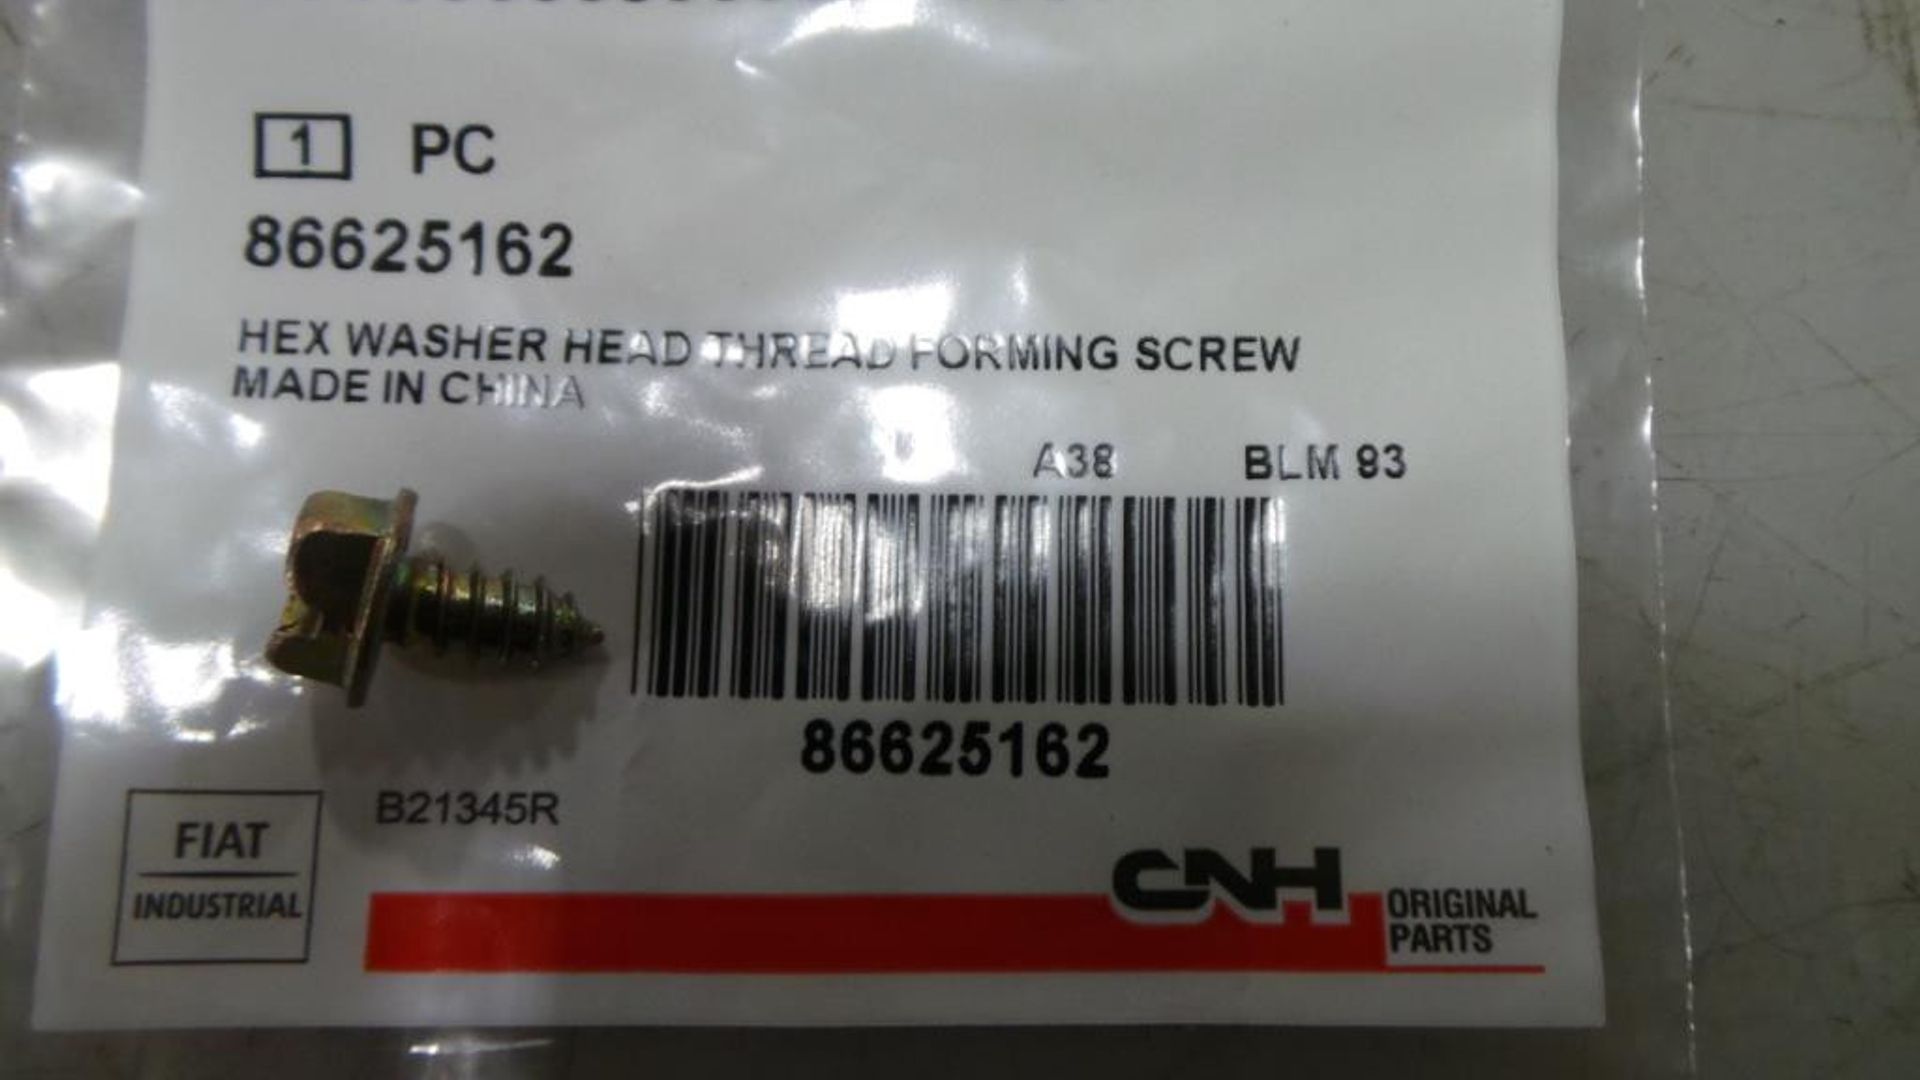 1 PC
86625162
HEX WASHER HEAD THREAD FORMING SCREW
MADE IN CHINA
A38 BLM 93
86625162
B21345R
FIAT
INDUSTRIAL
CNH
ORIGINAL
PARTS